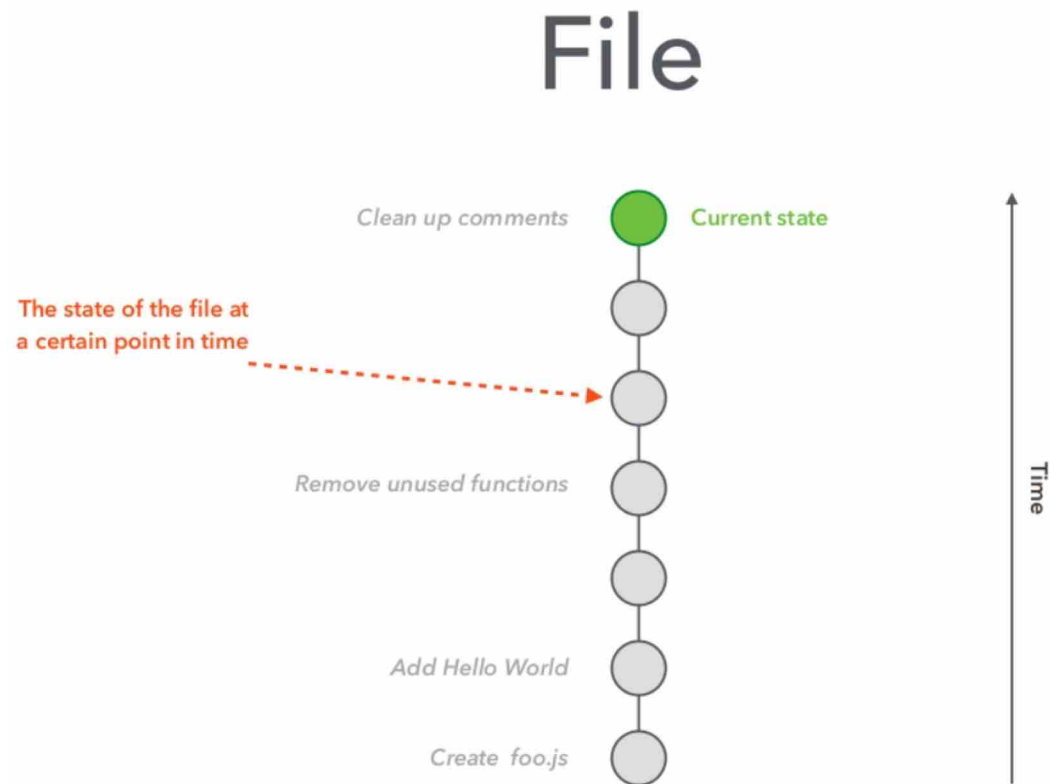 File
Clean up comments
Current state
The state of the file at
a certain point in time
Remove unused functions
Time
Add Hello World
Create foo.js